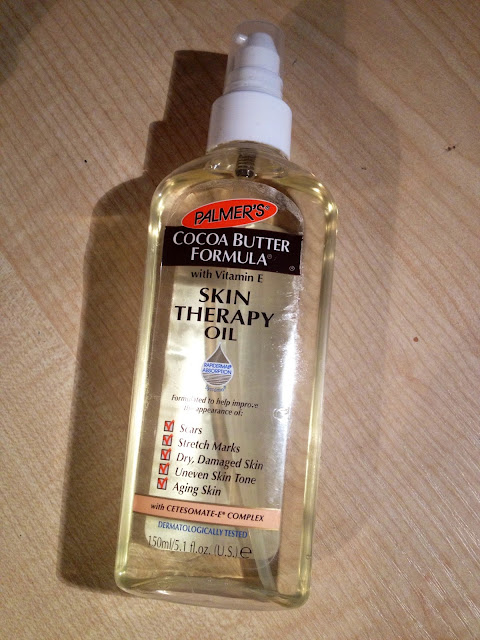 PALMER'S
COCOA BUTTER
FORMULA®
with Vitamin E
SKIN
THERAPY
OIL
ABSORPTION
Formulated to help improve
the appearance of:
Scars
Stretch Marks
Dry, Damaged Skin
Uneven Skin Tone
Aging Skin
with CETESOMATE-E® COMPLEX
DERMATOLOGICALLY TESTED
150ml/5.1 fl.oz. (U.S.) ℮